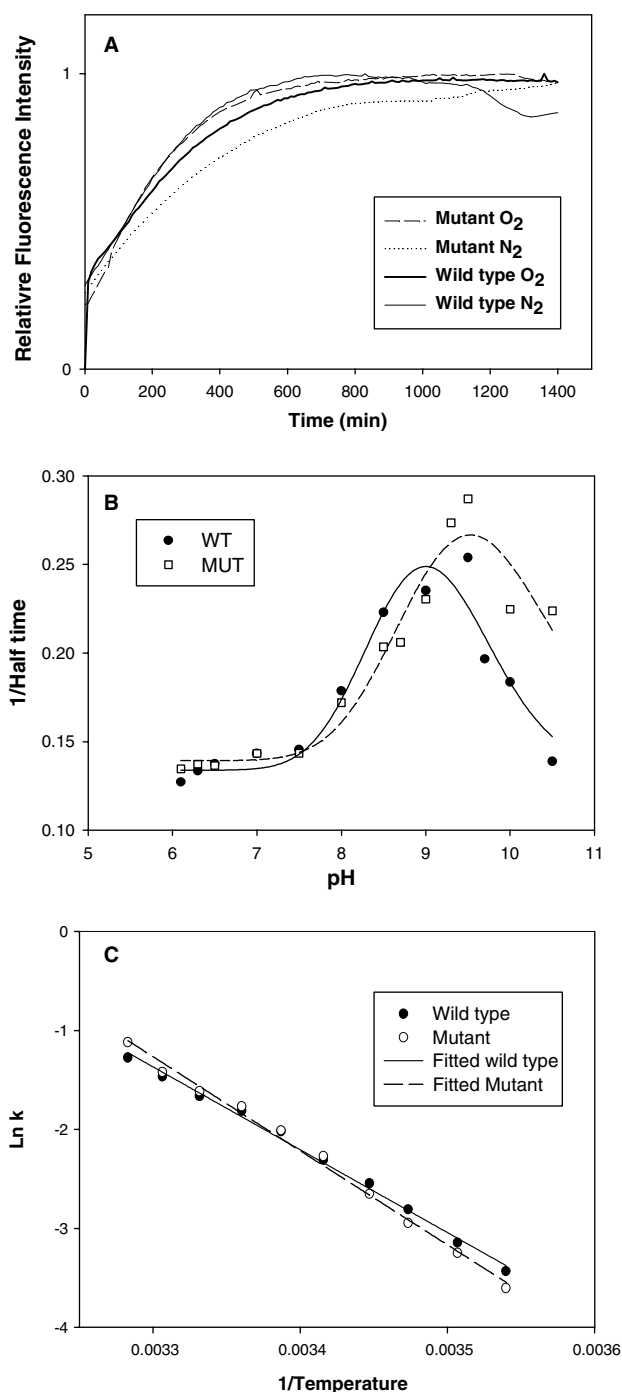 A
Relativre Fluorescence Intensity
1
0
Mutant O2
Mutant N2
Wild type O2
Wild type N2
0 200 400 600 800 1000 1200 1400
Time (min)
B
1/Half time
0.30
0.25
0.20
0.15
0.10
WT
MUT
5 6 7 8 9 10 11
pH
C
Ln k
0
-1
-2
-3
-4
Wild type
Mutant
Fitted wild type
Fitted Mutant
0.0033 0.0034 0.0035 0.0036
1/Temperature